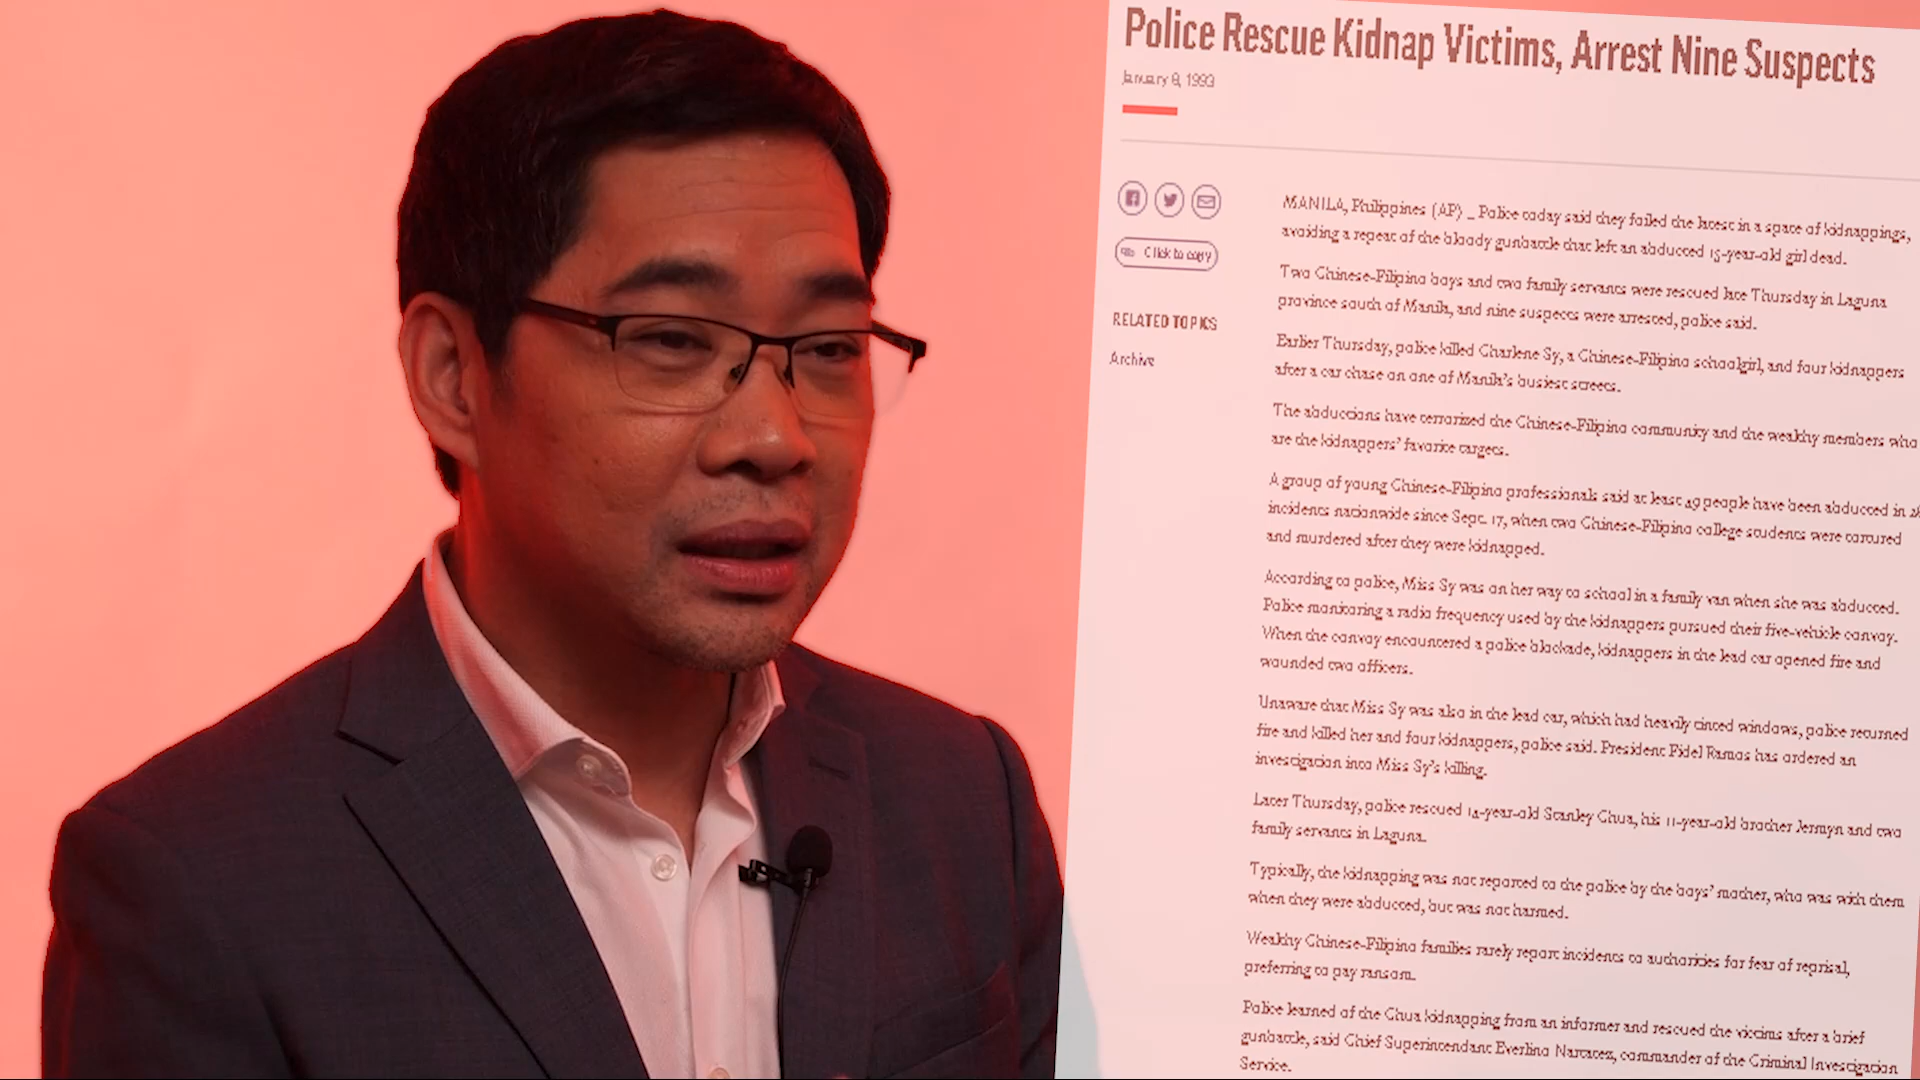 Police Rescue Kidnap Victims, Arrest Nine Suspects
January 8, 1993
Click to copy
RELATED TOPICS
Archive
MANILA, Philippines (AP) _ Police today said they foiled the latest in a spate of kidnappings,
avoiding a repeat of the bloody gunbattle that left an abducted 15-year-old girl dead.
Two Chinese-Filipino boys and two family servants were rescued late Thursday in Laguna
province south of Manila, and nine suspects were arrested, police said.
Earlier Thursday, police killed Charlene Sy, a Chinese-Filipina schoolgirl, and four kidnappers
after a car chase on one of Manila's busiest streets.
The abductions have terrorized the Chinese-Filipino community and the wealthy members who
are the kidnappers' favorite targets.
A group of young Chinese-Filipino professionals said at least 49 people have been abducted in
incidents nationwide since Sept. 17, when two Chinese-Filipino college students were tortured
and murdered after they were kidnapped.
According to police, Miss Sy was on her way to school in a family van when she was abducted.
Police monitoring a radio frequency used by the kidnappers pursued their five-vehicle convoy.
When the convoy encountered a police blockade, kidnappers in the lead car opened fire and
wounded two officers.
Unaware that Miss Sy was also in the lead car, which had heavily tinted windows, police returned
fire and killed her and four kidnappers, police said. President Fidel Ramos has ordered an
investigation into Miss Sy's killing.
Later Thursday, police rescued 14-year-old Stanley Chua, his 11-year-old brother Jermyn and two
family servants in Laguna.
Typically, the kidnapping was not reported to the police by the boys' mother, who was with them
when they were abducted, but was not harmed.
Wealthy Chinese-Filipino families rarely report incidents to authorities for fear of reprisal,
preferring to pay ransom.
Police learned of the Chua kidnapping from an informer and rescued the victims after a brief
gunbattle, said Chief Superintendant Everlino Nartatez, commander of the Criminal Investigation
Service.